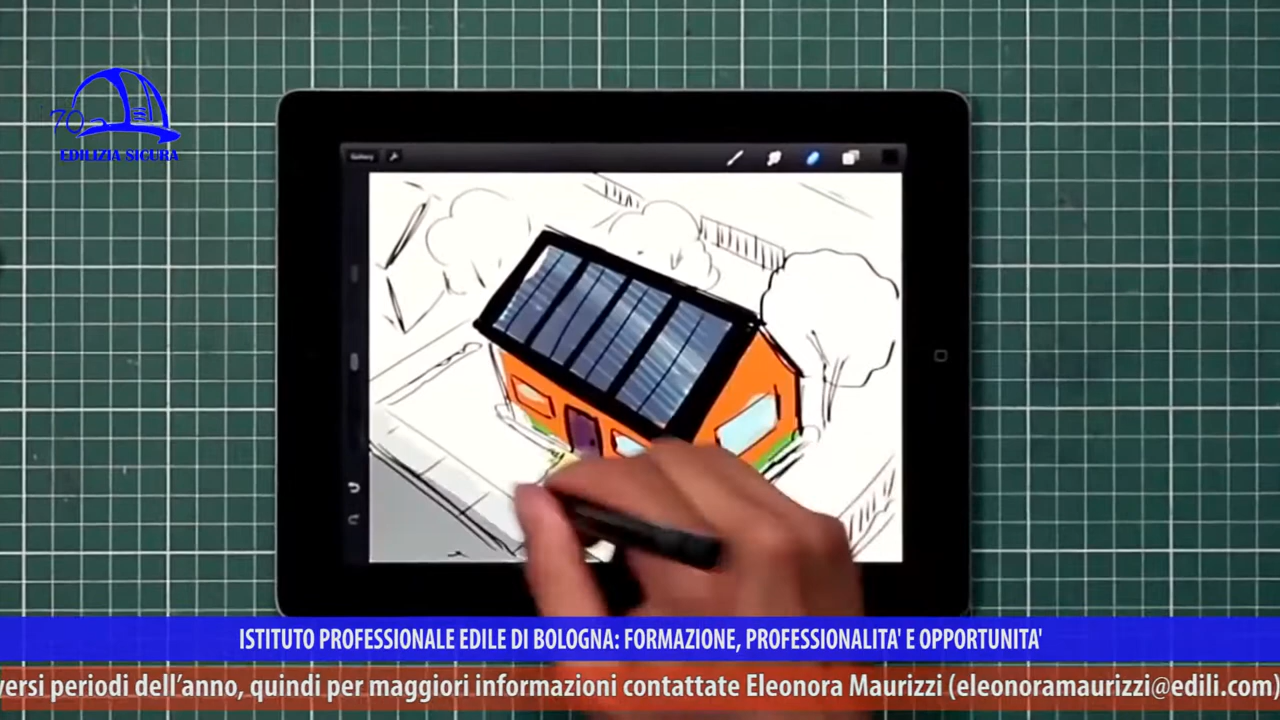 70
EDILIZIA SICURA
Gallery
ISTITUTO PROFESSIONALE EDILE DI BOLOGNA: FORMAZIONE, PROFESSIONALITA' E OPPORTUNITA'
versi periodi dell’anno, quindi per maggiori informazioni contattate Eleonora Maurizzi (eleonoramaurizzi@edili.com)